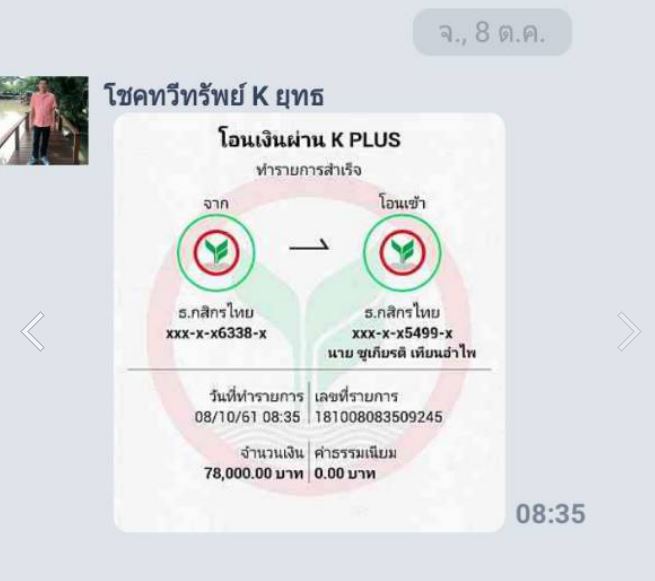 จ., 8 ต.ค.
โชคทวีทรัพย์ K ยุทธ
โอนเงินผ่าน K PLUS
ทำรายการสำเร็จ
จาก โอนเข้า
ธ.กสิกรไทย ธ.กสิกรไทย
xxx-x-x6338-x xxx-x-x5499-x
นาย ชูเกียรติ เทียนอำไพ
วันที่ทำรายการ เลขที่รายการ
08/10/61 08:35 181008083509245
จำนวนเงิน ค่าธรรมเนียม
78,000.00 บาท 0.00 บาท
08:35